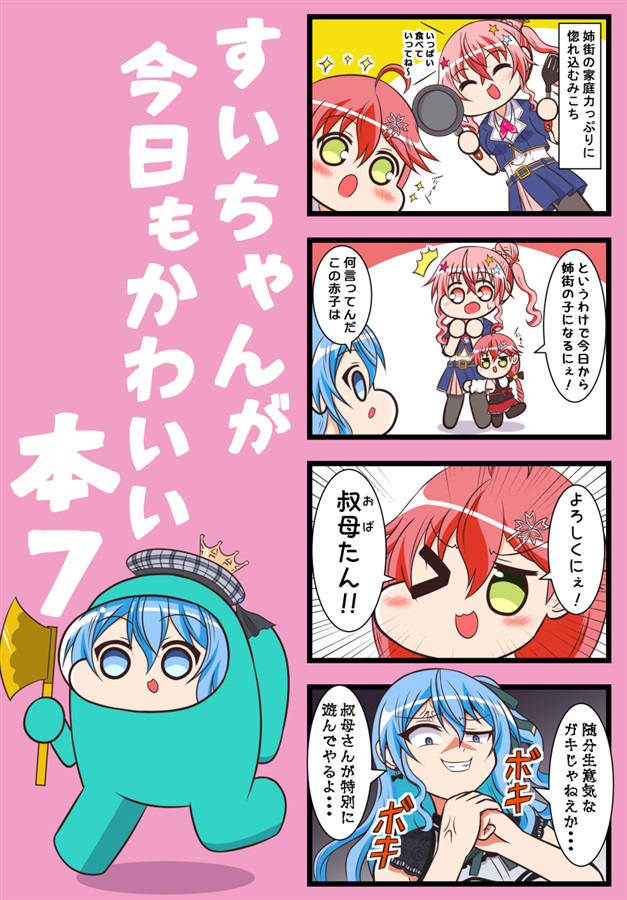 すいちゃんが
今日もかわいい
本7
姉街の家庭力っぷりに
惚れ込むみこち
いっぱい
食べて
いってね～
というわけで今日から
姉街の子になるにぇ！
何言ってんだ
この赤子は
よろしくにぇ！
叔母たん！！
おば
随分生意気な
ガキじゃねえか・・・
ボキ
ボキ
叔母さんが特別に
遊んでやるよ・・・